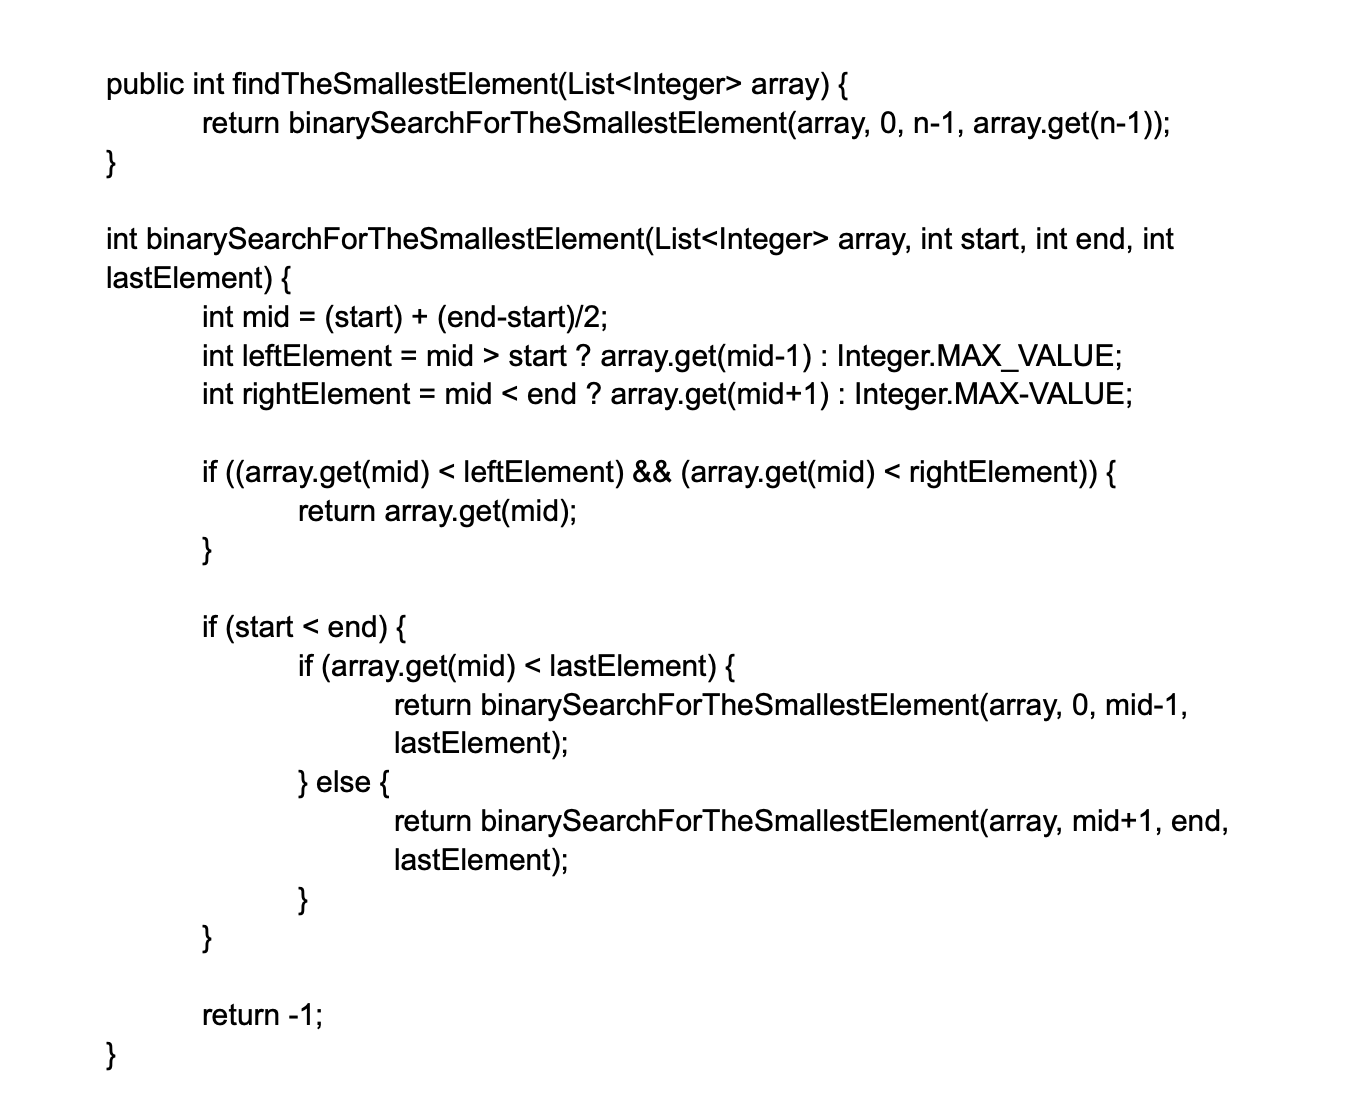 public int findTheSmallestElement(List<Integer> array) {
return binarySearchForTheSmallestElement(array, 0, n-1, array.get(n-1));
}
int binarySearchForTheSmallestElement(List<Integer> array, int start, int end, int
lastElement) {
int mid = (start) + (end-start)/2;
int leftElement = mid > start ? array.get(mid-1) : Integer.MAX_VALUE;
int rightElement = mid < end ? array.get(mid+1) : Integer.MAX-VALUE;
if ((array.get(mid) < leftElement) && (array.get(mid) < rightElement)) {
return array.get(mid);
}
if (start < end) {
if (array.get(mid) < lastElement) {
return binarySearchForTheSmallestElement(array, 0, mid-1,
lastElement);
} else {
return binarySearchForTheSmallestElement(array, mid+1, end,
lastElement);
}
}
return -1;
}